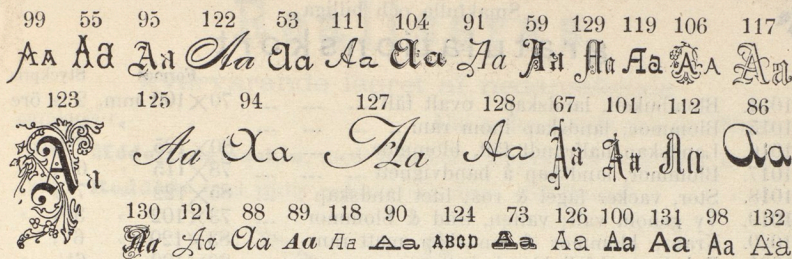 99 55 95 122 53 111 104 91 59 129 119 106 117
Aa Aa Aa Aa Aa Aa Aa Aa Aa Aa Aa Aa Aa
123 125 94 127 128 67 101 112 86
Aa Aa Aa Aa Aa Aa Aa Aa Aa
130 121 88 89 118 90 124 73 126 100 131 98 132
Aa Aa Aa Aa Aa Aa ABCD Aa Aa Aa Aa Aa Aa